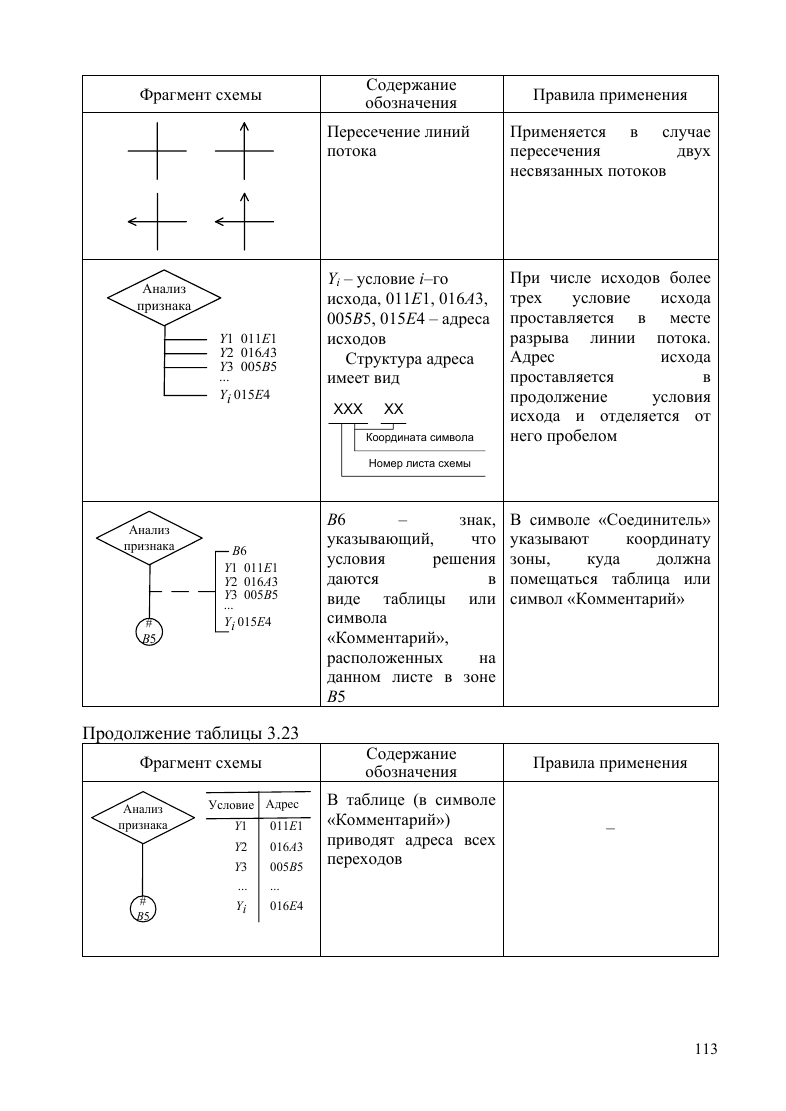 Фрагмент схемы
Содержание
обозначения
Правила применения
Пересечение линий
потока
Применяется в случае
пересечения двух
несвязанных потоков
Анализ
признака
Y1 011E1
Y2 016A3
Y3 005B5
...
Yi 015E4
Yi – условие i–го
исхода, 011E1, 016A3,
005B5, 015E4 – адреса
исходов
Структура адреса
имеет вид
XXX XX
Координата символа
Номер листа схемы
При числе исходов более
трех условие исхода
проставляется в месте
разрыва линии потока.
Адрес исхода
проставляется в
продолжение условия
исхода и отделяется от
него пробелом
Анализ
признака
B6
Y1 011E1
Y2 016A3
Y3 005B5
...
Yi 015E4
#
B5
B6 – знак,
указывающий, что
условия решения
даются в
виде таблицы или
символа
«Комментарий»,
расположенных на
данном листе в зоне
B5
В символе «Соединитель»
указывают координату
зоны, куда должна
помещаться таблица или
символ «Комментарий»
Продолжение таблицы 3.23
Фрагмент схемы
Содержание
обозначения
Правила применения
Анализ
признака
#
B5
Условие Адрес
Y1 011E1
Y2 016A3
Y3 005B5
... ...
Yi 016E4
В таблице (в символе
«Комментарий»)
приводят адреса всех
переходов
–
113